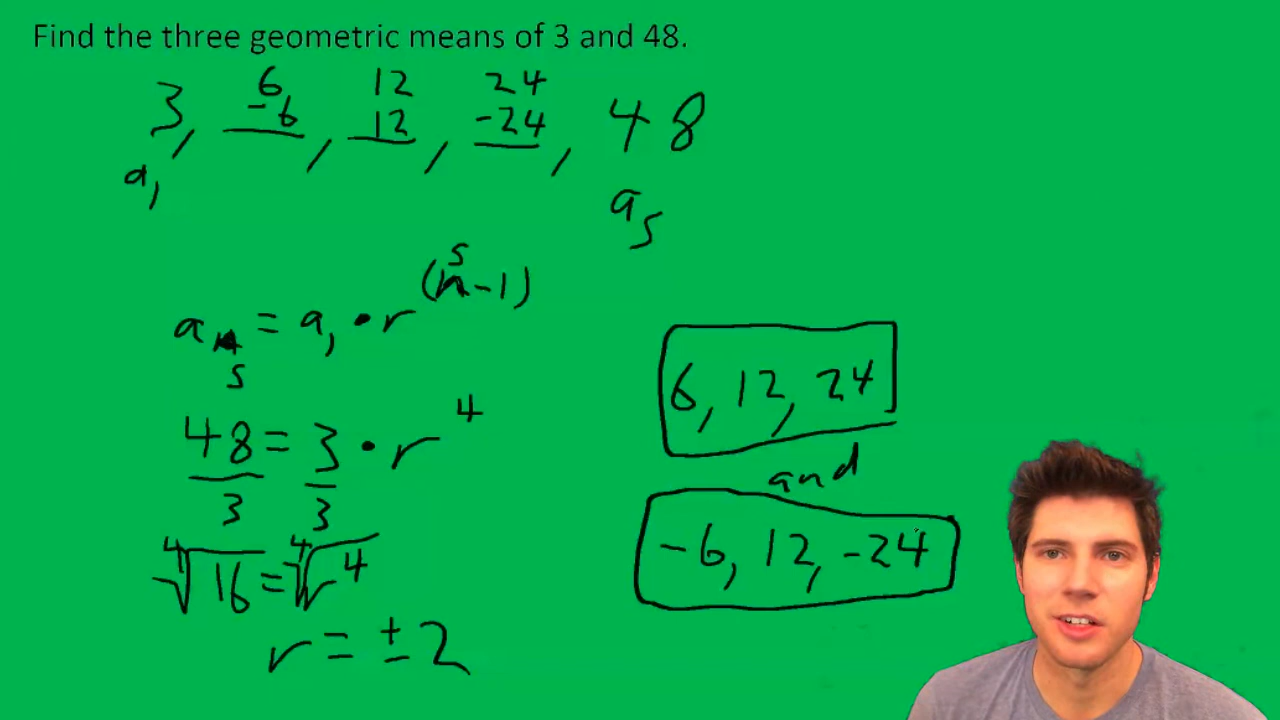 Find the three geometric means of 3 and 48.
6 12 24
3, -6, 12, -24, 48
a₁ a₅
5
aₙ = a₁ • r⁽ⁿ⁻¹⁾
5
48 = 3 • r⁴
3 3
⁴√16 = ⁴√r⁴
r = ±2
6, 12, 24
and
-6, 12, -24